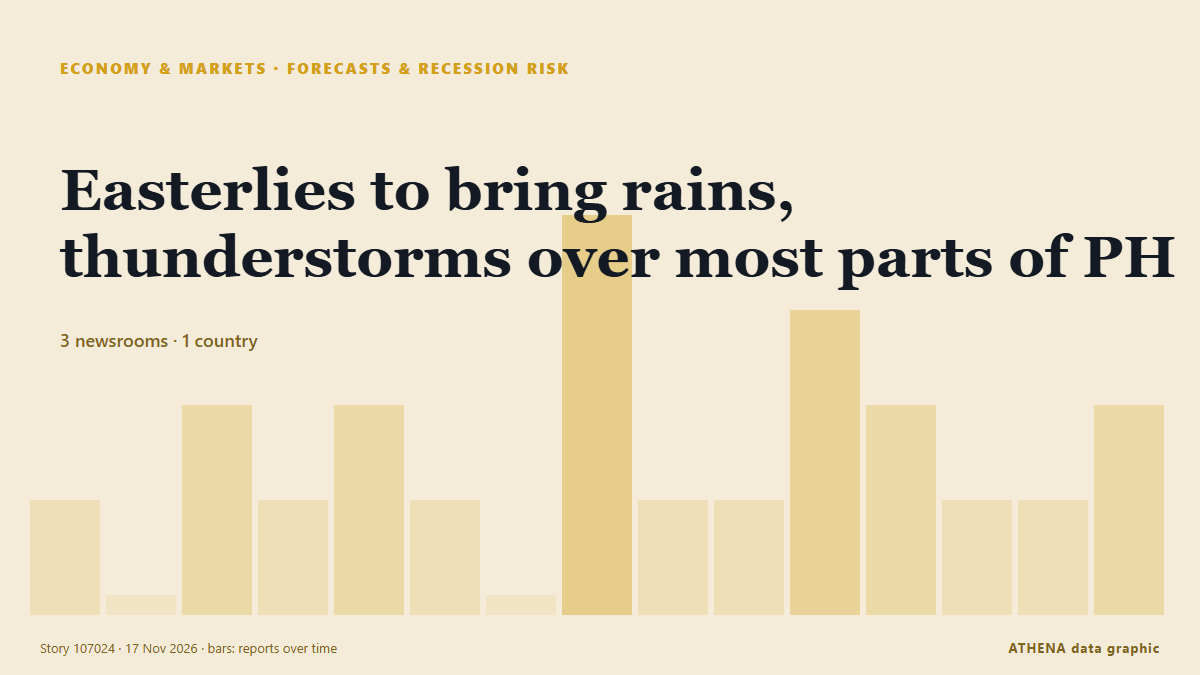 ECONOMY & MARKETS · FORECASTS & RECESSION RISK
Easterlies to bring rains,
thunderstorms over most parts of PH
3 newsrooms · 1 country
Story 107024 · 17 Nov 2026 · bars: reports over time
ATHENA data graphic